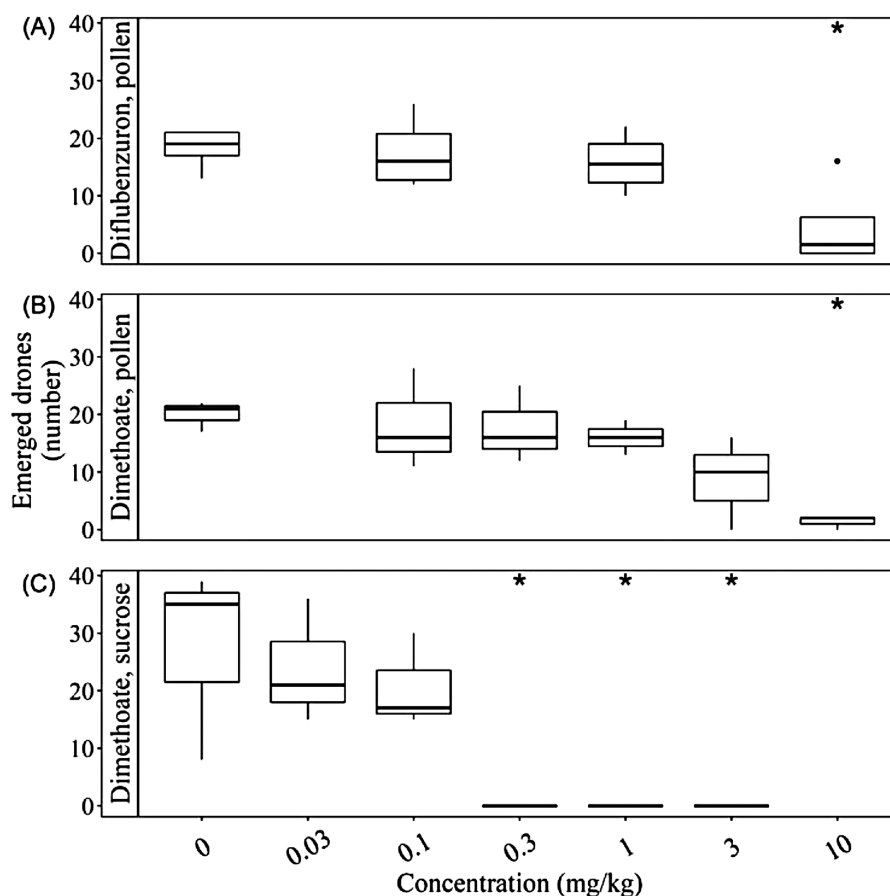 (A)
Diflubenzuron, pollen
40
30
20
10
0
*
(B)
Dimethoate, pollen
40
30
20
10
0
*
Emerged drones
(number)
(C)
Dimethoate, sucrose
40
30
20
10
0
* * *
0 0.03 0.1 0.3 1 3 10
Concentration (mg/kg)